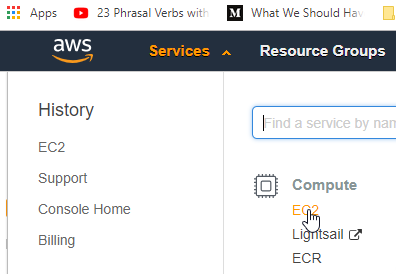 Apps 23 Phrasal Verbs with M What We Should Hav
aws Services Resource Groups
History
EC2
Support
Console Home
Billing
Find a service by nam
Compute
EC2
Lightsail
ECR